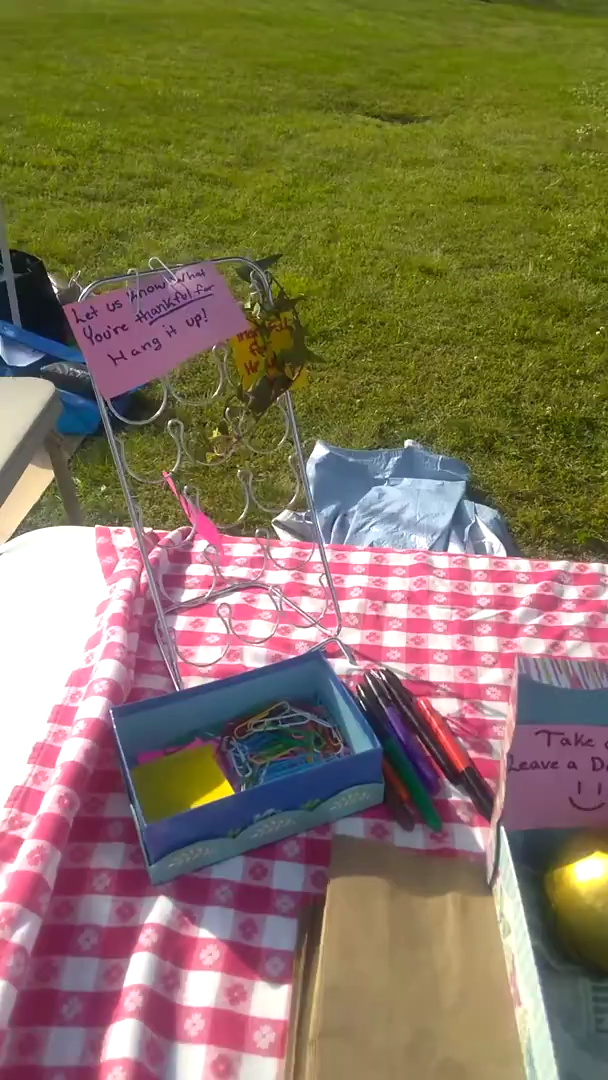 Let us know what
You're thankful for
Hang it up!
Take
Leave a